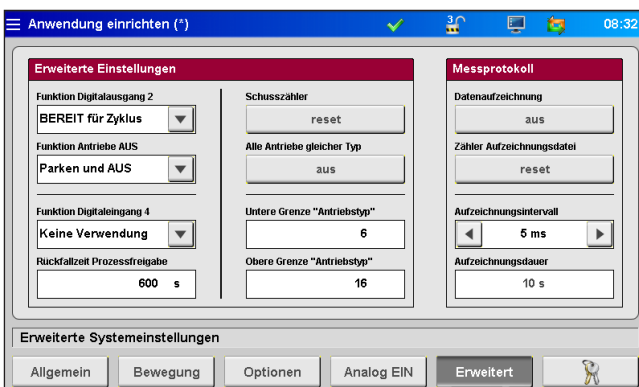 Anwendung einrichten (*)
3
08:32
Erweiterte Einstellungen
Funktion Digitalausgang 2
BEREIT für Zyklus
Funktion Antriebe AUS
Parken und AUS
Funktion Digitaleingang 4
Keine Verwendung
Rückfallzeit Prozessfreigabe
600 s
Schusszähler
reset
Alle Antriebe gleicher Typ
aus
Untere Grenze "Antriebstyp"
6
Obere Grenze "Antriebstyp"
16
Messprotokoll
Datenaufzeichnung
aus
Zähler Aufzeichnungsdatei
reset
Aufzeichnungsintervall
5 ms
Aufzeichnungsdauer
10 s
Erweiterte Systemeinstellungen
Allgemein
Bewegung
Optionen
Analog EIN
Erweitert